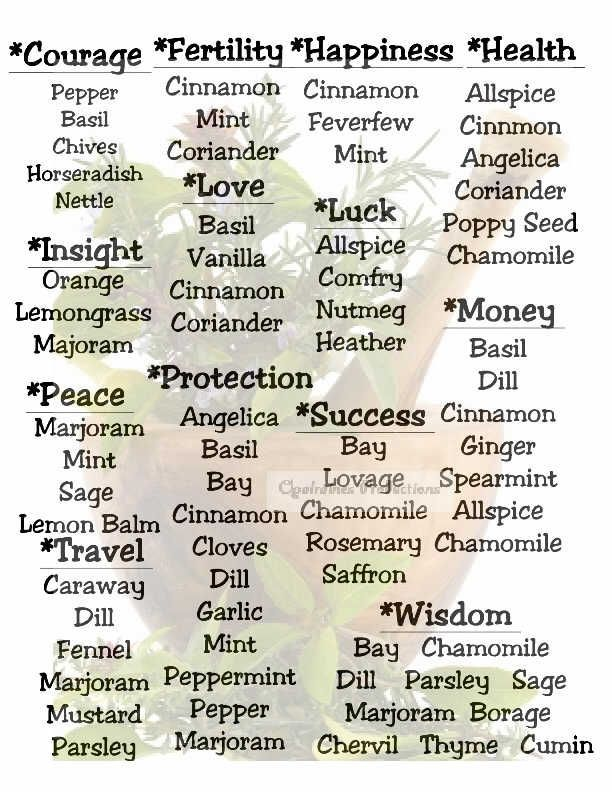 *Courage
Pepper
Basil
Chives
Horseradish
Nettle
*Fertility
Cinnamon
Mint
Coriander
*Happiness
Cinnamon
Feverfew
Mint
*Health
Allspice
Cinnmon
Angelica
Coriander
Poppy Seed
Chamomile
*Love
Basil
Vanilla
Cinnamon
Coriander
*Luck
Allspice
Comfry
Nutmeg
Heather
*Insight
Orange
Lemongrass
Majoram
*Money
Basil
Dill
Cinnamon
Ginger
Spearmint
Allspice
Chamomile
*Peace
Marjoram
Mint
Sage
Lemon Balm
*Protection
Angelica
Basil
Bay
Cinnamon
Cloves
Dill
Garlic
Mint
Peppermint
Pepper
Marjoram
*Success
Bay
Lovage
Chamomile
Rosemary
Saffron
*Travel
Caraway
Dill
Fennel
Marjoram
Mustard
Parsley
*Wisdom
Bay Chamomile
Dill Parsley Sage
Marjoram Borage
Chervil Thyme Cumin